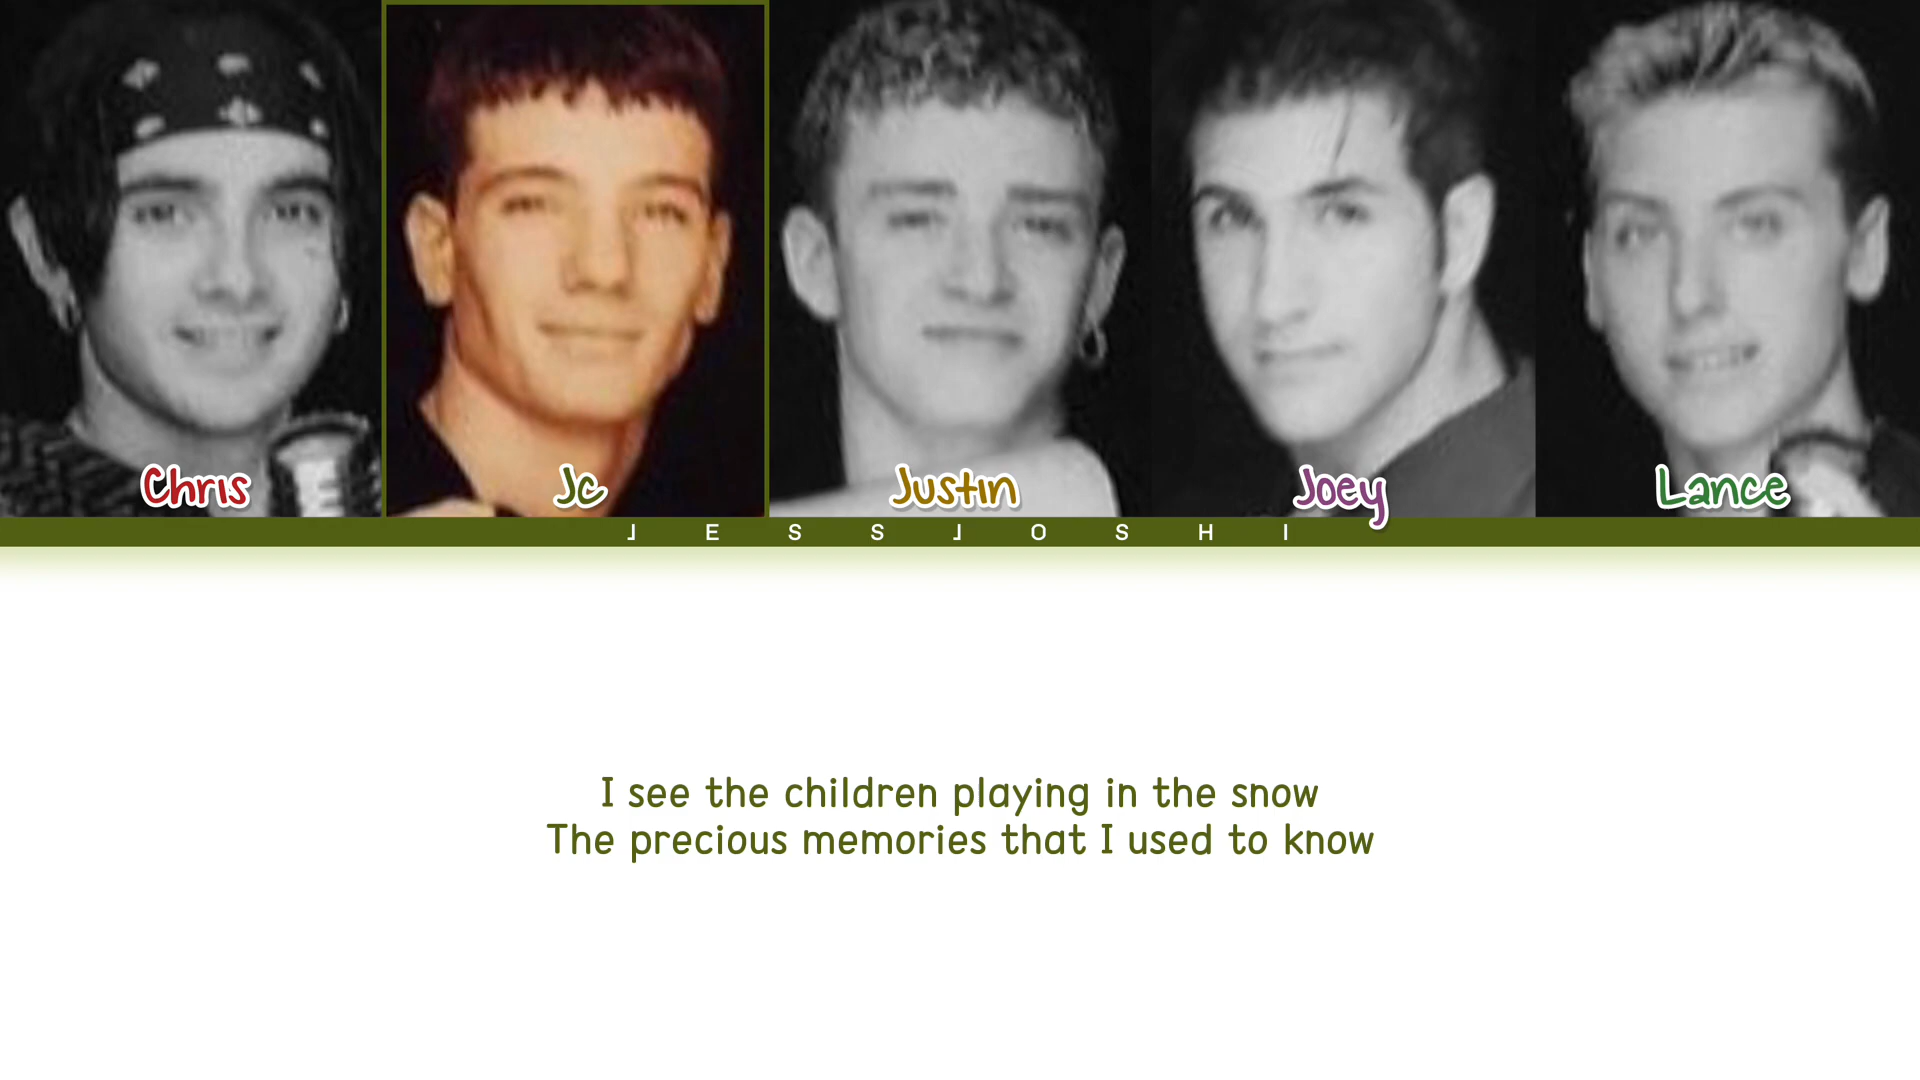 Chris
Jc
Justin
Joey
Lance
JESSJOSHI
I see the children playing in the snow
The precious memories that I used to know